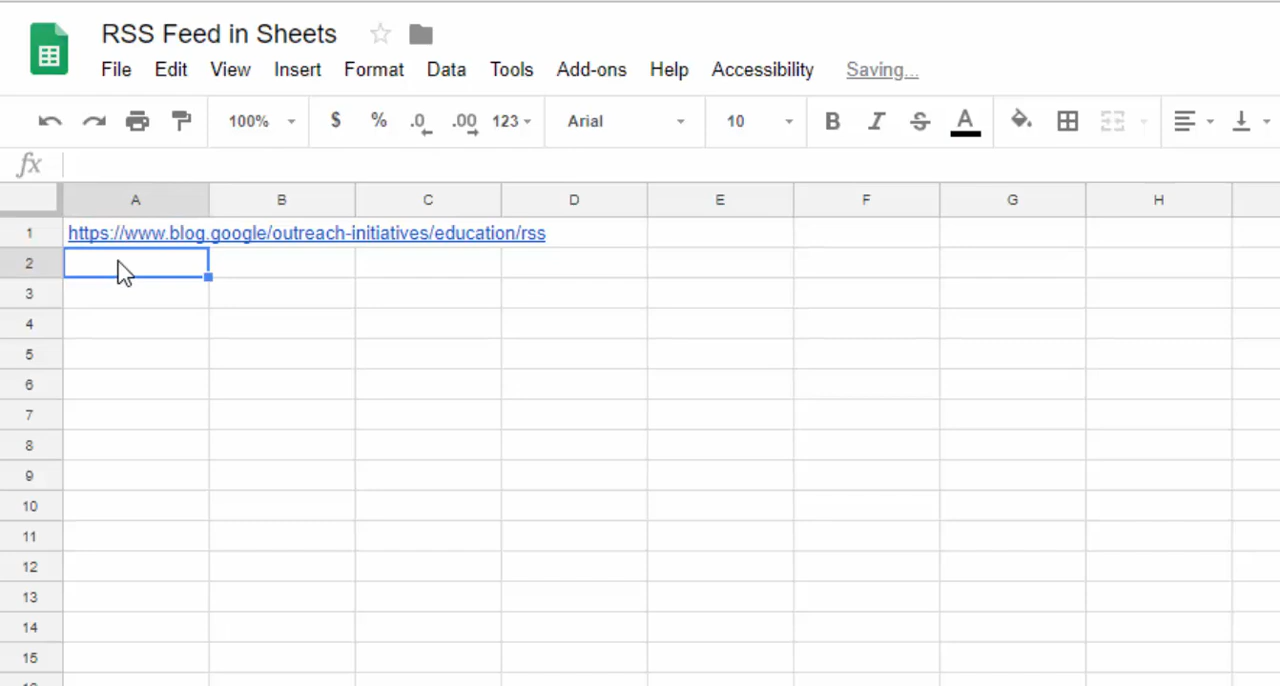 RSS Feed in Sheets
File Edit View Insert Format Data Tools Add-ons Help Accessibility Saving...
100% $ % .0 .00 123 Arial 10 B I S A
fx
A B C D E F G H
1 https://www.blog.google/outreach-initiatives/education/rss
2
3
4
5
6
7
8
9
10
11
12
13
14
15